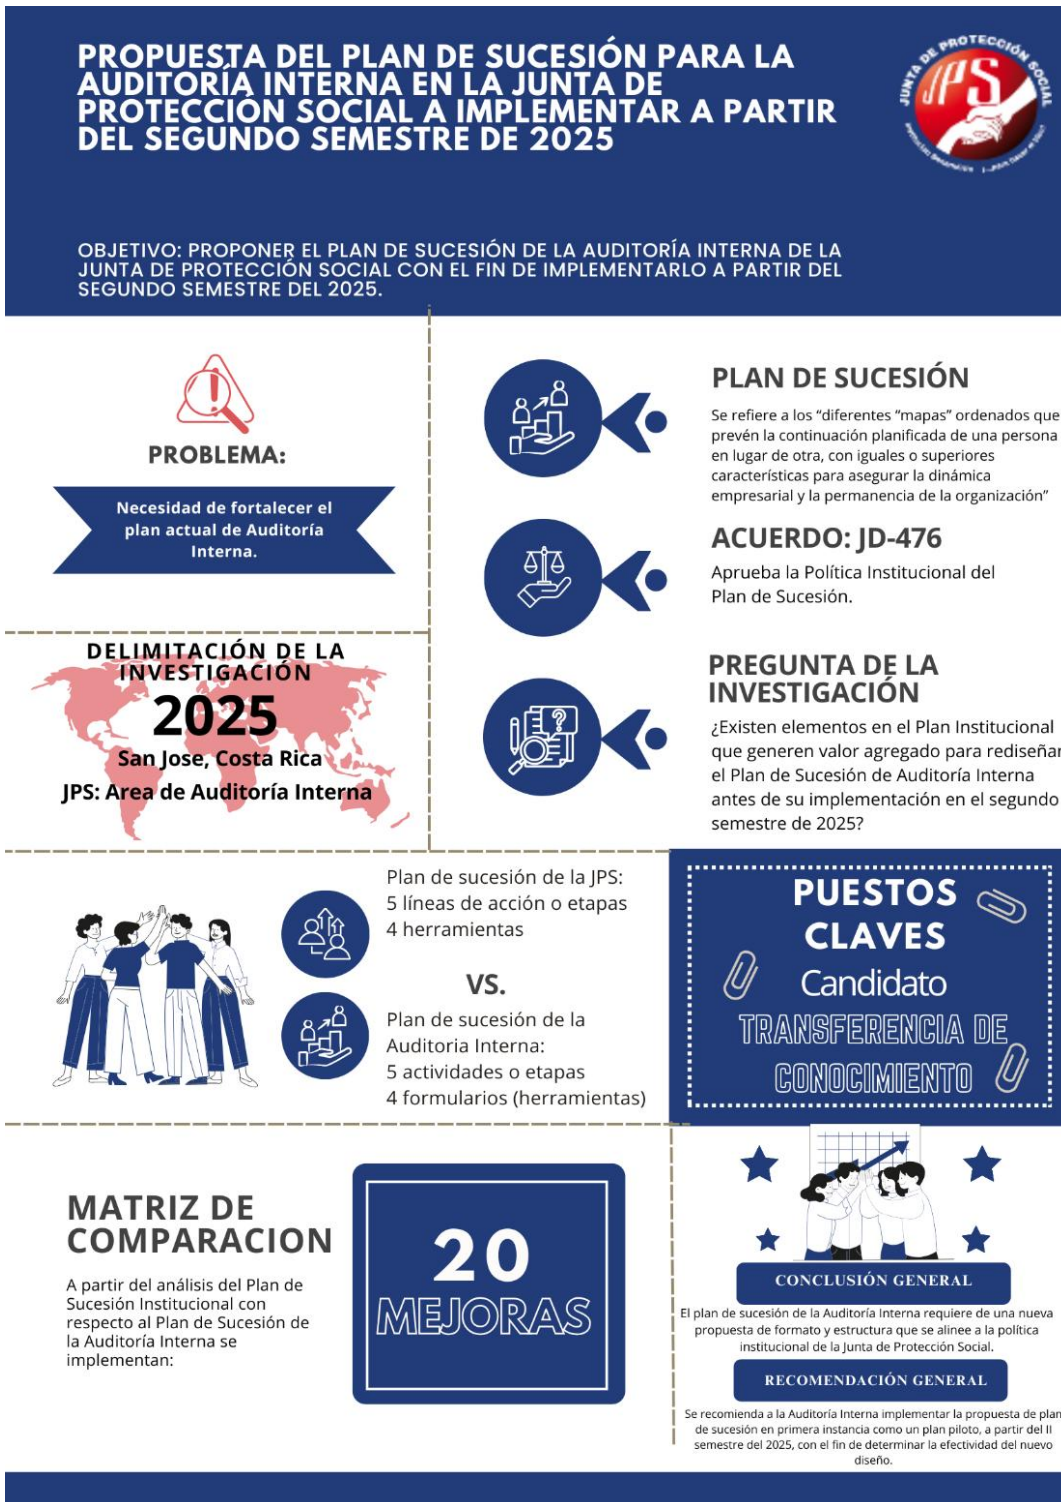 PROPUESTA DEL PLAN DE SUCESIÓN PARA LA
AUDITORÍA INTERNA EN LA JUNTA DE
PROTECCIÓN SOCIAL A IMPLEMENTAR A PARTIR
DEL SEGUNDO SEMESTRE DE 2025
JUNTA DE PROTECCIÓN SOCIAL
JPS
OBJETIVO: PROPONER EL PLAN DE SUCESIÓN DE LA AUDITORÍA INTERNA DE LA
JUNTA DE PROTECCIÓN SOCIAL CON EL FIN DE IMPLEMENTARLO A PARTIR DEL
SEGUNDO SEMESTRE DEL 2025.
PROBLEMA:
Necesidad de fortalecer el
plan actual de Auditoría
Interna.
PLAN DE SUCESIÓN
Se refiere a los “diferentes “mapas” ordenados que
prevén la continuación planificada de una persona
en lugar de otra, con iguales o superiores
características para asegurar la dinámica
empresarial y la permanencia de la organización”
ACUERDO: JD-476
Aprueba la Política Institucional del
Plan de Sucesión.
DELIMITACIÓN DE LA
INVESTIGACIÓN
2025
San Jose, Costa Rica
JPS: Area de Auditoría Interna
PREGUNTA DE LA
INVESTIGACIÓN
¿Existen elementos en el Plan Institucional
que generen valor agregado para rediseñar
el Plan de Sucesión de Auditoría Interna
antes de su implementación en el segundo
semestre de 2025?
Plan de sucesión de la JPS:
5 líneas de acción o etapas
4 herramientas
VS.
Plan de sucesión de la
Auditoria Interna:
5 actividades o etapas
4 formularios (herramientas)
PUESTOS
CLAVES
Candidato
TRANSFERENCIA DE
CONOCIMIENTO
MATRIZ DE
COMPARACION
A partir del análisis del Plan de
Sucesión Institucional con
respecto al Plan de Sucesión de
la Auditoría Interna se
implementan:
20
MEJORAS
CONCLUSIÓN GENERAL
El plan de sucesión de la Auditoría Interna requiere de una nueva
propuesta de formato y estructura que se alinee a la política
institucional de la Junta de Protección Social.
RECOMENDACIÓN GENERAL
Se recomienda a la Auditoría Interna implementar la propuesta de plan
de sucesión en primera instancia como un plan piloto, a partir del II
semestre del 2025, con el fin de determinar la efectividad del nuevo
diseño.